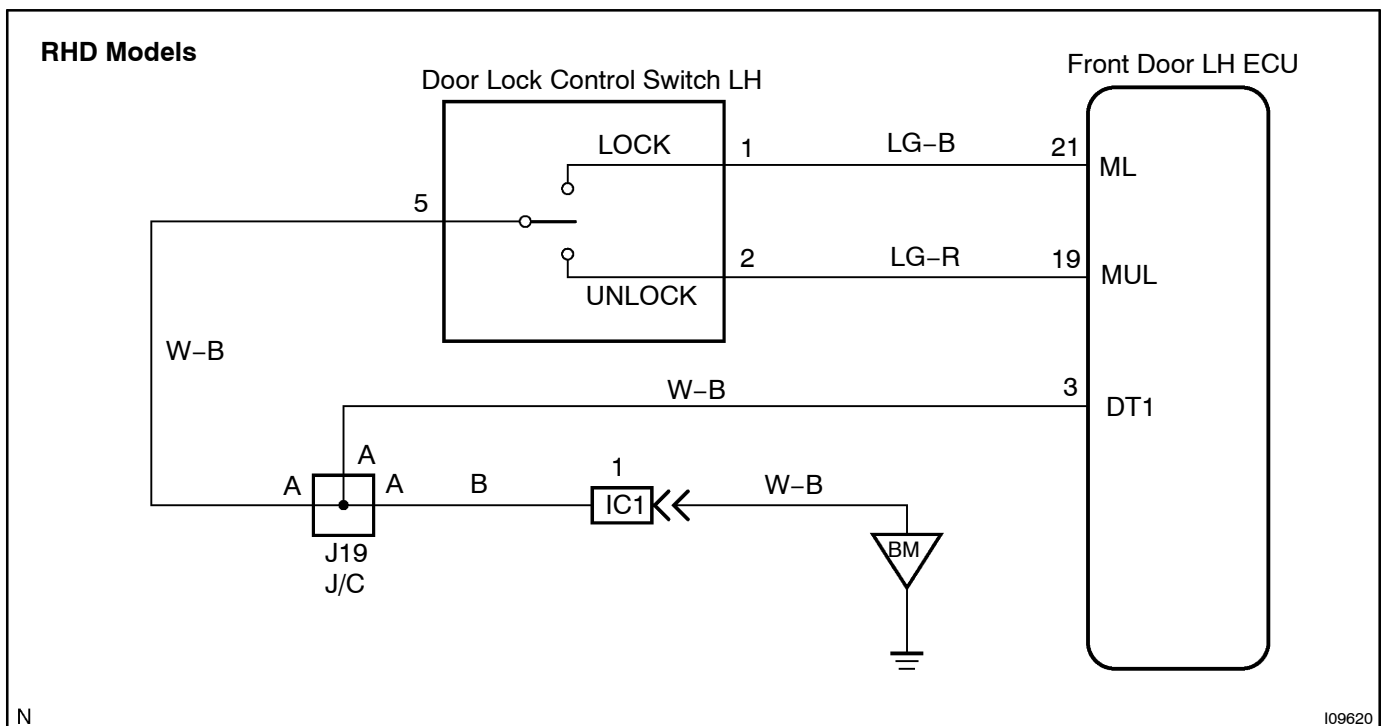 RHD Models
Door Lock Control Switch LH
Front Door LH ECU
LOCK
1
LG−B
21
ML
5
2
LG−R
19
MUL
UNLOCK
W−B
W−B
3
DT1
A
A
A
B
1
IC1
W−B
J19
J/C
BM
N
I09620